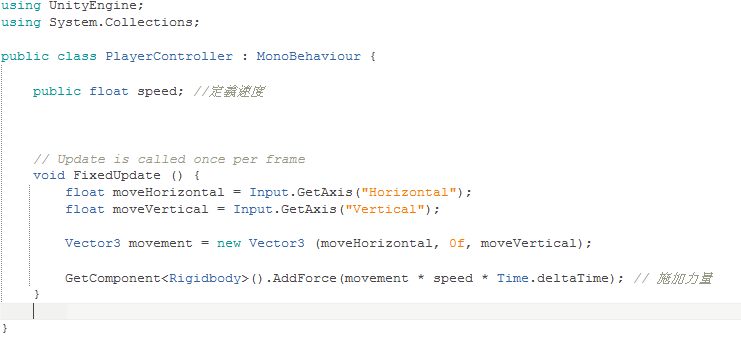 using UnityEngine;
using System.Collections;
public class PlayerController : MonoBehaviour {
public float speed; //定義速度
// Update is called once per frame
void FixedUpdate () {
float moveHorizontal = Input.GetAxis("Horizontal");
float moveVertical = Input.GetAxis("Vertical");
Vector3 movement = new Vector3 (moveHorizontal, 0f, moveVertical);
GetComponent<Rigidbody>().AddForce(movement * speed * Time.deltaTime); // 施加力量
}
}